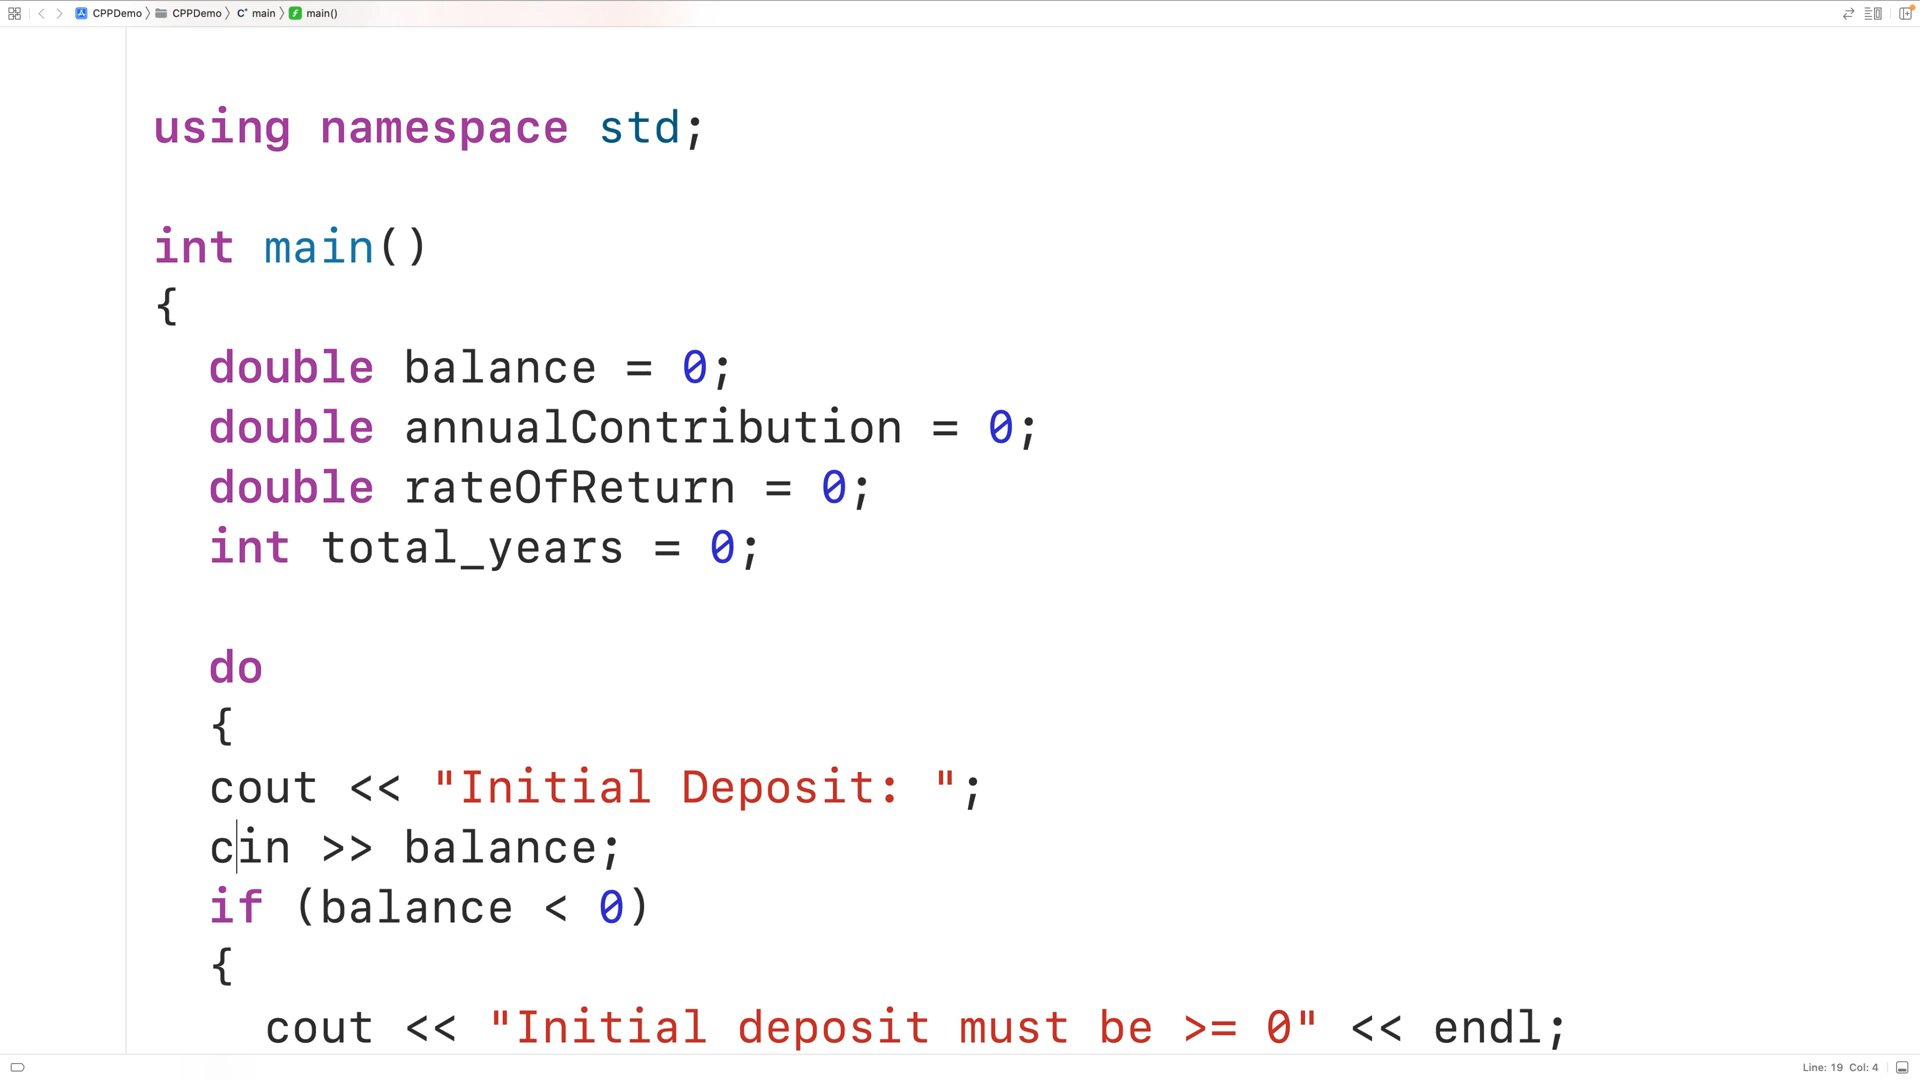 CPPDemo CPPDemo main main()
using namespace std;
int main()
{
double balance = 0;
double annualContribution = 0;
double rateOfReturn = 0;
int total_years = 0;
do
{
cout << "Initial Deposit: ";
cin >> balance;
if (balance < 0)
{
cout << "Initial deposit must be >= 0" << endl;
Line: 19 Col: 4